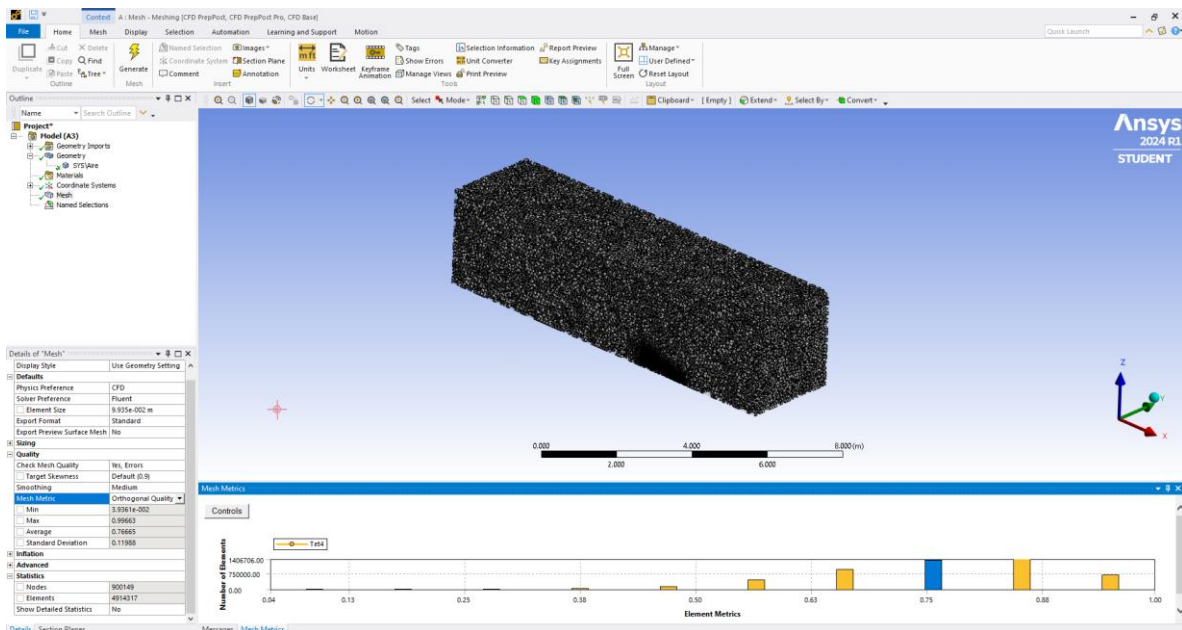 Context A : Mesh - Meshing [CFD PrepPost, CFD PrepPost Pro, CFD Base]
File Home Mesh Display Selection Automation Learning and Support Motion Quick Launch
Duplicate Cut Copy Paste Delete Find Tree Outline
Generate Mesh
Named Selection Coordinate System Comment Images Section Plane Annotation Insert
Units Worksheet Keyframe Animation Tags Show Errors Manage Views Selection Information Unit Converter Print Preview Report Preview Key Assignments Tools
Full Screen Manage User Defined Reset Layout Layout
Outline
Name Search Outline
Select Mode Clipboard [Empty] Extend Select By Convert
Project*
Model (A3)
Geometry Imports
Geometry
SYS\Aire
Materials
Coordinate Systems
Mesh
Named Selections
Ansys
2024 R1
STUDENT
Z
Y
X
0.000 4.000 8.000 (m)
2.000 6.000
Details of "Mesh"
Display Style Use Geometry Setting
Defaults
Physics Preference CFD
Solver Preference Fluent
Element Size 9.935e-002 m
Export Format Standard
Export Preview Surface Mesh No
Sizing
Quality
Check Mesh Quality Yes, Errors
Target Skewness Default (0.9)
Smoothing Medium
Mesh Metric Orthogonal Quality
Min 3.9361e-002
Max 0.99663
Average 0.76665
Standard Deviation 0.11988
Inflation
Advanced
Statistics
Nodes 900149
Elements 4914317
Show Detailed Statistics No
Details Section Planes
Mesh Metrics
Controls
Tet4
Number of Elements
1406706.00
750000.00
0.00
0.04 0.13 0.25 0.38 0.50 0.63 0.75 0.88 1.00
Element Metrics
Messages Mesh Metrics